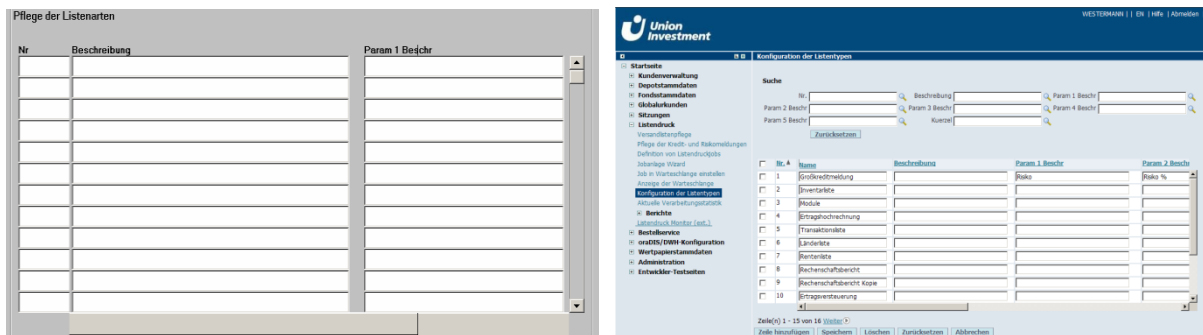 Pflege der Listenarten
Nr Beschreibung Param 1 Beschr
WESTERMANN | | EN | Hilfe | Abmelden
Union
Investment
Startseite
Kundenverwaltung
Depotstammdaten
Fondsstammdaten
Globalurkunden
Sitzungen
Listendruck
Versandlistenpflege
Pflege der Kredit- und Risikomeldungen
Definition von Listendruckjobs
Jobanlage Wizard
Job in Warteschlange einstellen
Anzeige der Warteschlange
Konfiguration der Listentypen
Aktuelle Verarbeitungsstatistik
Berichte
Listendruck Monitor (ext.)
Bestellservice
oraDIS/DWH-Konfiguration
Wertpapierstammdaten
Administration
Entwickler-Testseiten
Konfiguration der Listentypen
Suche
Nr. Beschreibung Param 1 Beschr
Param 2 Beschr Param 3 Beschr Param 4 Beschr
Param 5 Beschr Kuerzel
Zurücksetzen
Nr. Name Beschreibung Param 1 Beschr Param 2 Beschr
1 Großkreditmeldung Risiko Risiko %
2 Inventarliste
3 Module
4 Ertragshochrechnung
5 Transaktionsliste
6 Länderliste
7 Rentenliste
8 Rechenschaftsbericht
9 Rechenschaftsbericht Kopie
10 Ertragsversteuerung
Zeile(n) 1 - 15 von 16 Weiter
Zeile hinzufügen Speichern Löschen Zurücksetzen Abbrechen